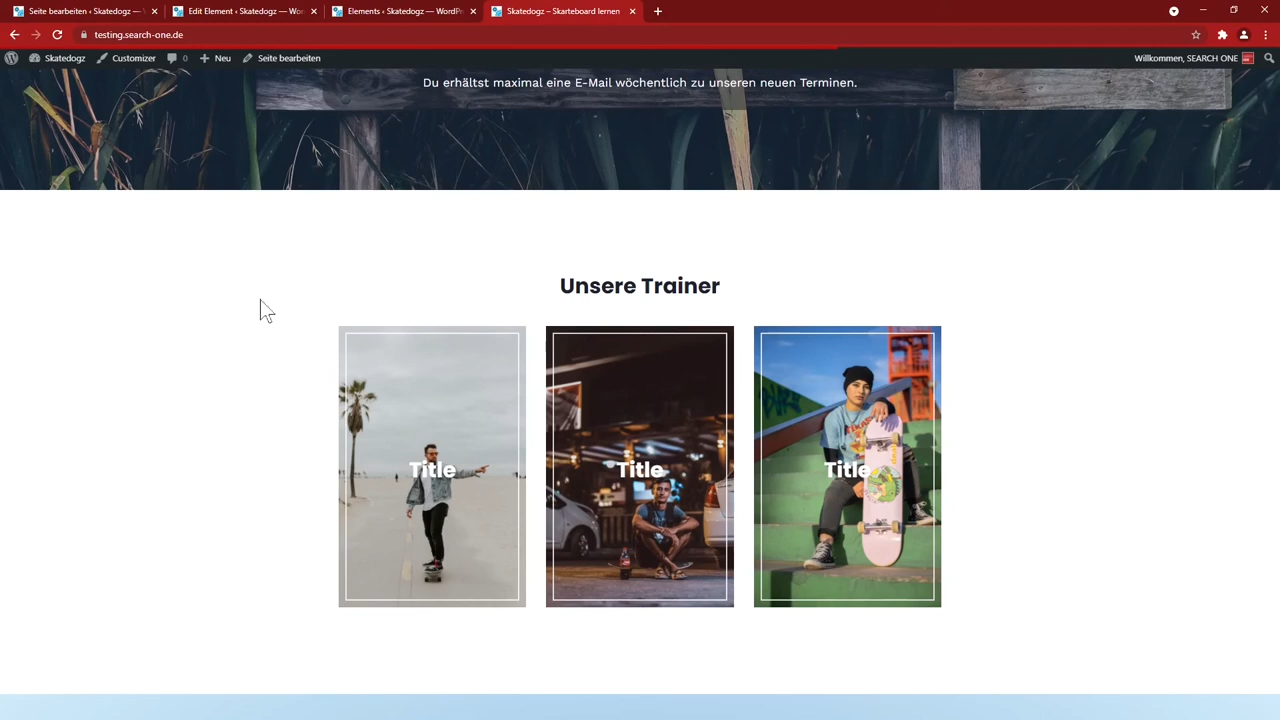 Seite bearbeiten ‹ Skatedogz — W
Edit Element ‹ Skatedogz — Wor
Elements ‹ Skatedogz — WordPr
Skatedogz – Skarteboard lernen
testing.search-one.de
Skatedogz
Customizer
0
Neu
Seite bearbeiten
Willkommen, SEARCH ONE
Du erhältst maximal eine E-Mail wöchentlich zu unseren neuen Terminen.
Unsere Trainer
Title
Title
Title